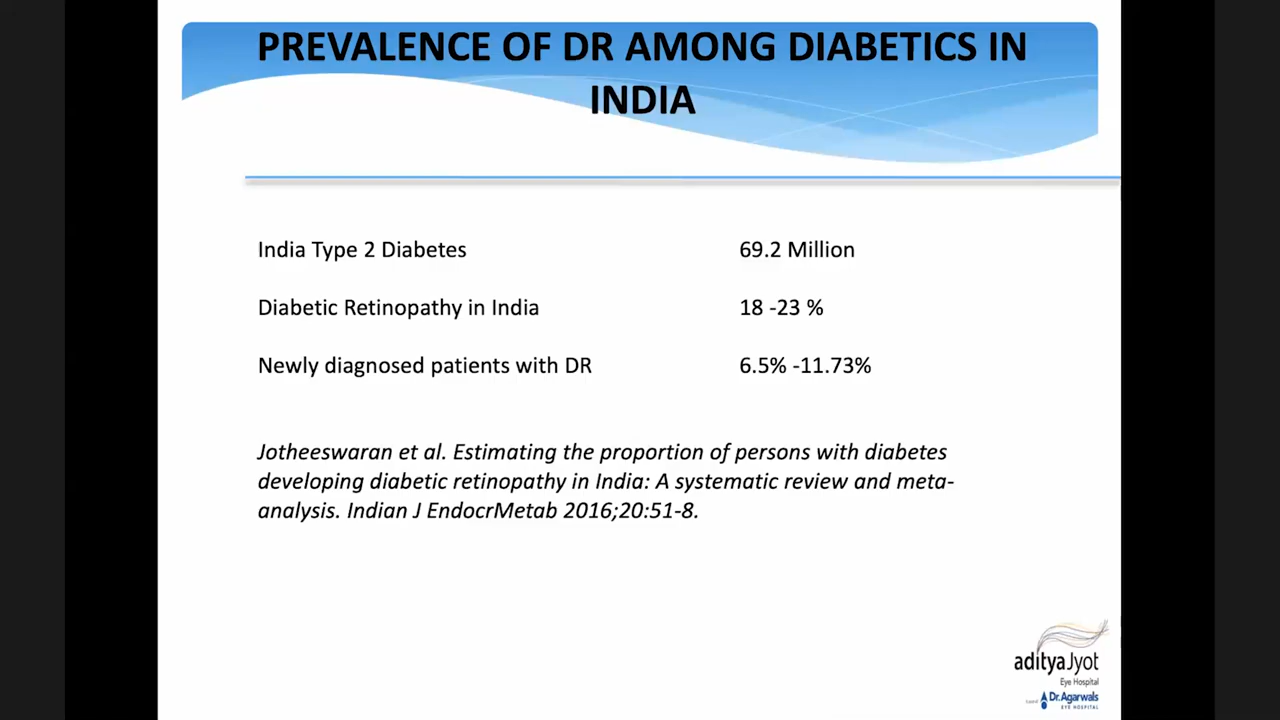 PREVALENCE OF DR AMONG DIABETICS IN
INDIA
India Type 2 Diabetes 69.2 Million
Diabetic Retinopathy in India 18 -23 %
Newly diagnosed patients with DR 6.5% -11.73%
Jotheeswaran et al. Estimating the proportion of persons with diabetes
developing diabetic retinopathy in India: A systematic review and meta-
analysis. Indian J EndocrMetab 2016;20:51-8.
adityaJyot
Eye Hospital
Dr.Agarwals
EYE HOSPITAL